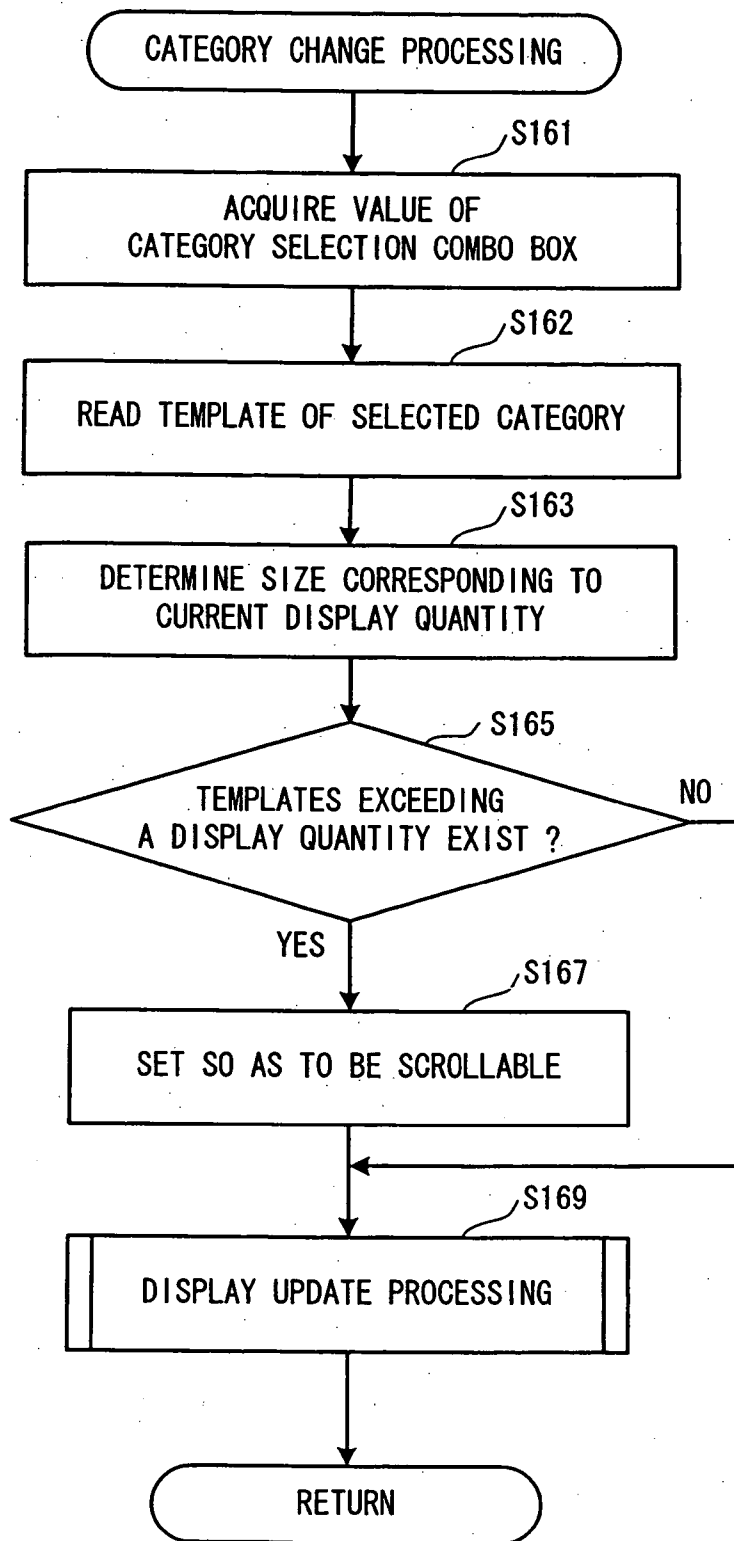 CATEGORY CHANGE PROCESSING
S161
ACQUIRE VALUE OF
CATEGORY SELECTION COMBO BOX
S162
READ TEMPLATE OF SELECTED CATEGORY
S163
DETERMINE SIZE CORRESPONDING TO
CURRENT DISPLAY QUANTITY
S165
TEMPLATES EXCEEDING
A DISPLAY QUANTITY EXIST ?
NO
YES
S167
SET SO AS TO BE SCROLLABLE
S169
DISPLAY UPDATE PROCESSING
RETURN